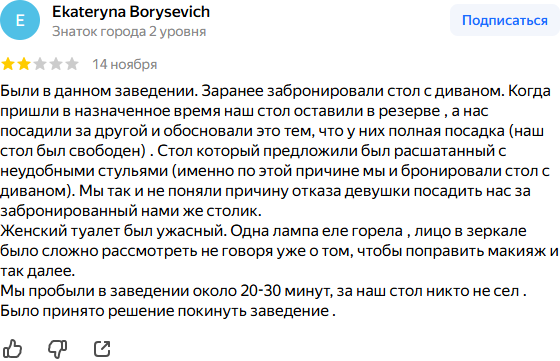 E
Ekateryna Borysevich
Знаток города 2 уровня
Подписаться
14 ноября
Были в данном заведении. Заранее забронировали стол с диваном. Когда
пришли в назначенное время наш стол оставили в резерве , а нас
посадили за другой и обосновали это тем, что у них полная посадка (наш
стол был свободен) . Стол который предложили был расшатанный с
неудобными стульями (именно по этой причине мы и бронировали стол с
диваном). Мы так и не поняли причину отказа девушки посадить нас за
забронированный нами же столик.
Женский туалет был ужасный. Одна лампа еле горела , лицо в зеркале
было сложно рассмотреть не говоря уже о том, чтобы поправить макияж и
так далее.
Мы пробыли в заведении около 20-30 минут, за наш стол никто не сел .
Было принято решение покинуть заведение .